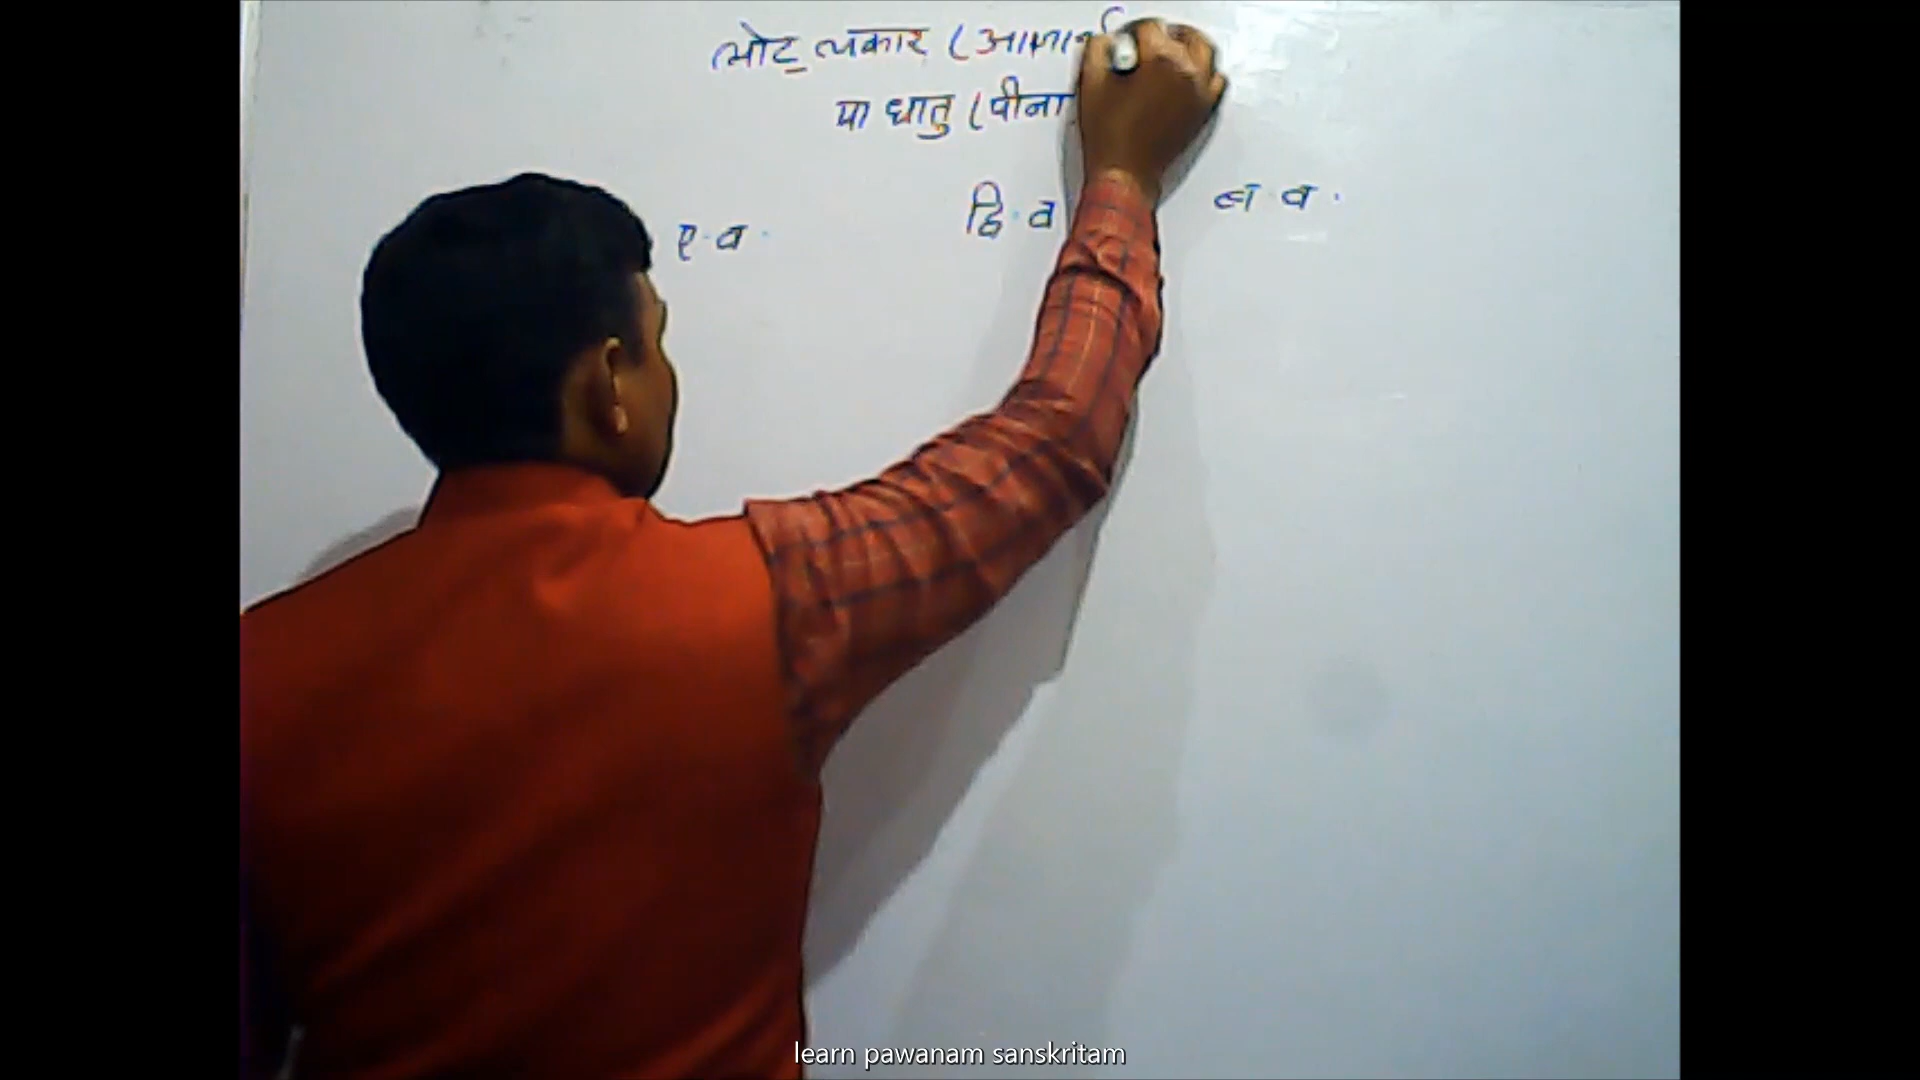 लोट् लकार (आज्ञार्थ
पा धातु (पीना
ए.व. द्वि.व ब.व.
learn pawanam sanskritam